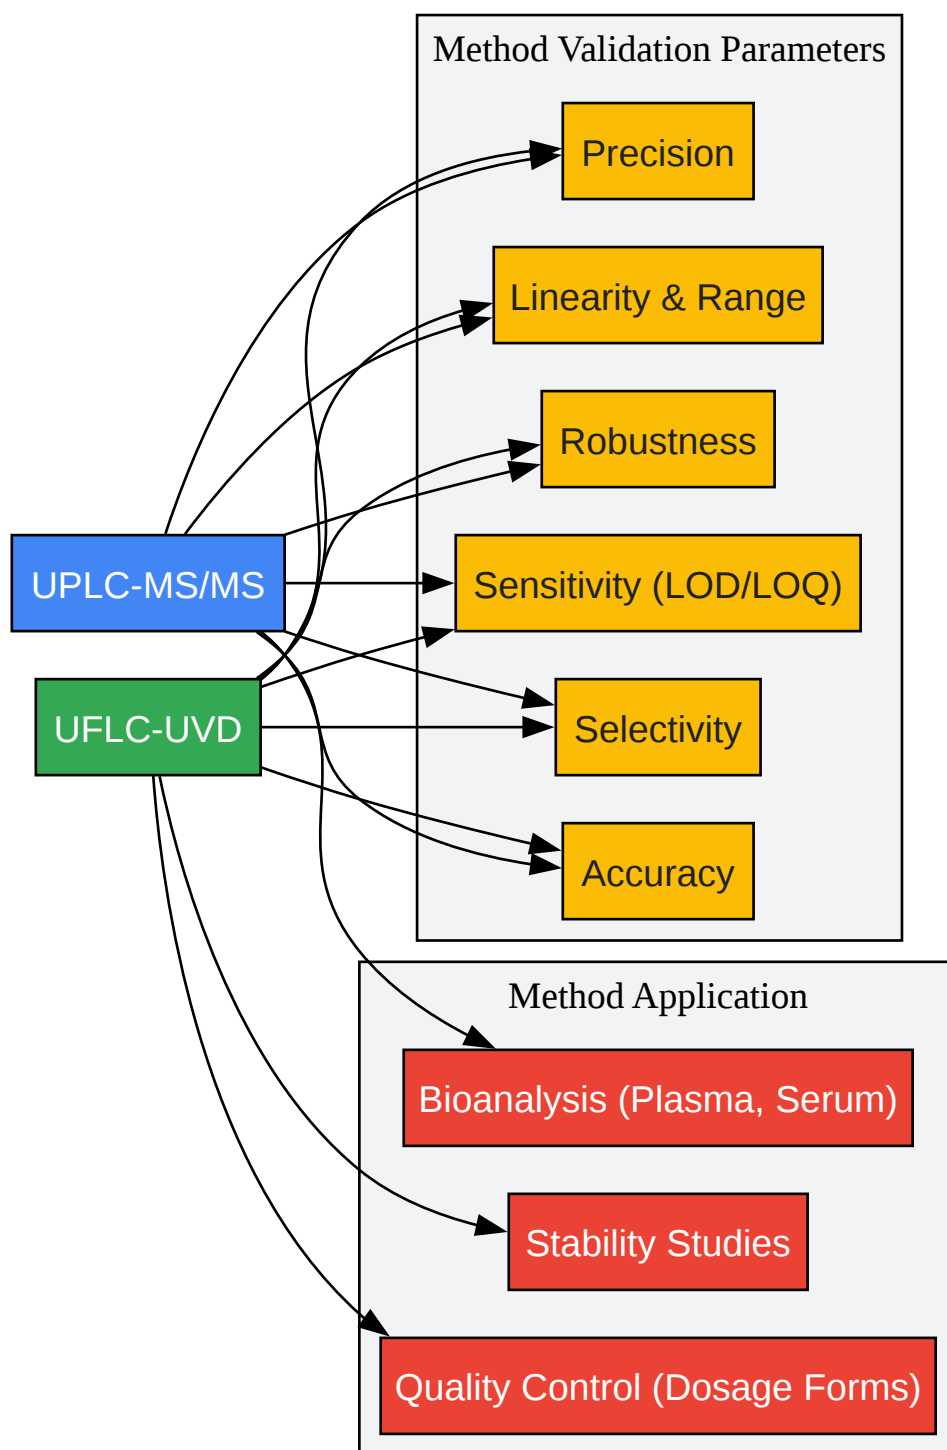 Method Validation Parameters
Precision
Linearity & Range
Robustness
UPLC-MS/MS
Sensitivity (LOD/LOQ)
UFLC-UVD
Selectivity
Accuracy
Method Application
Bioanalysis (Plasma, Serum)
Stability Studies
Quality Control (Dosage Forms)